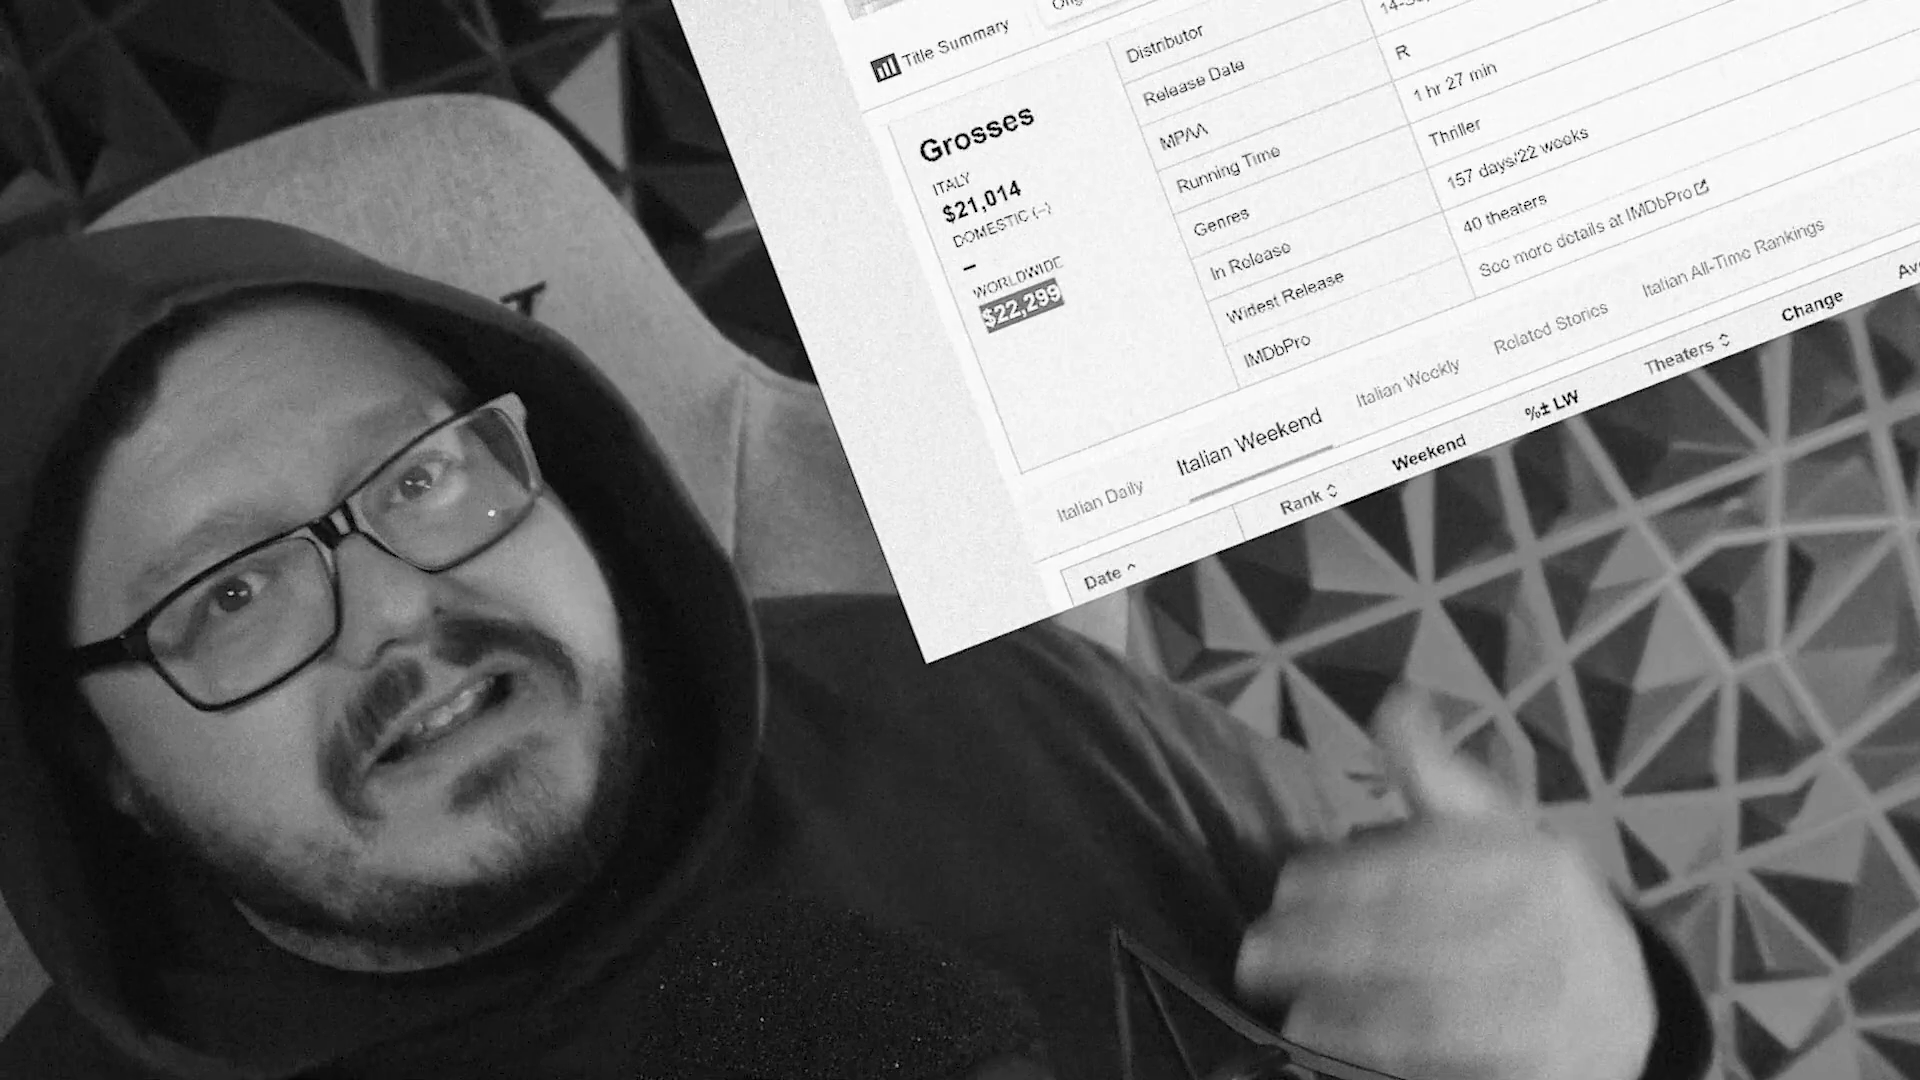 Title Summary
Grosses
ITALY
$21,014
DOMESTIC (–)
–
WORLDWIDE
$22,299
Distributor
Release Date
MPAA
Running Time
Genres
In Release
Widest Release
IMDbPro
R
1 hr 27 min
Thriller
157 days/22 weeks
40 theaters
See more details at IMDbPro
Italian Daily
Italian Weekend
Italian Weekly
Related Stories
Italian All-Time Rankings
Date
Rank
Weekend
%± LW
Theaters
Change